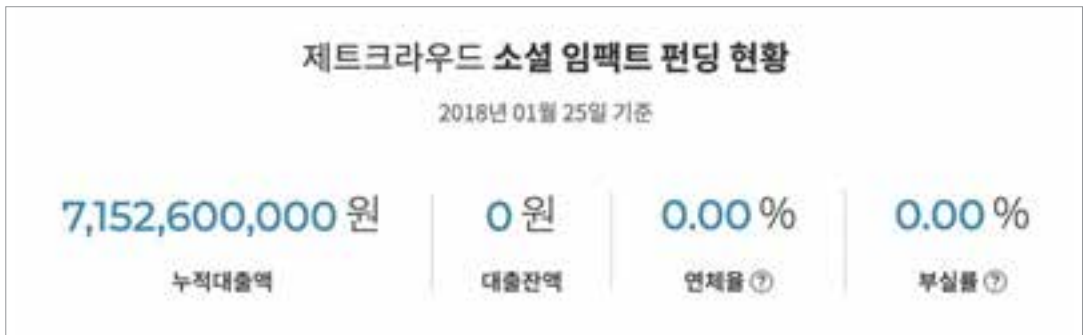 제트크라우드 소셜 임팩트 펀딩 현황
2018년 01월 25일 기준
7,152,600,000 원
누적대출액
0 원
대출잔액
0.00 %
연체율 ?
0.00 %
부실률 ?